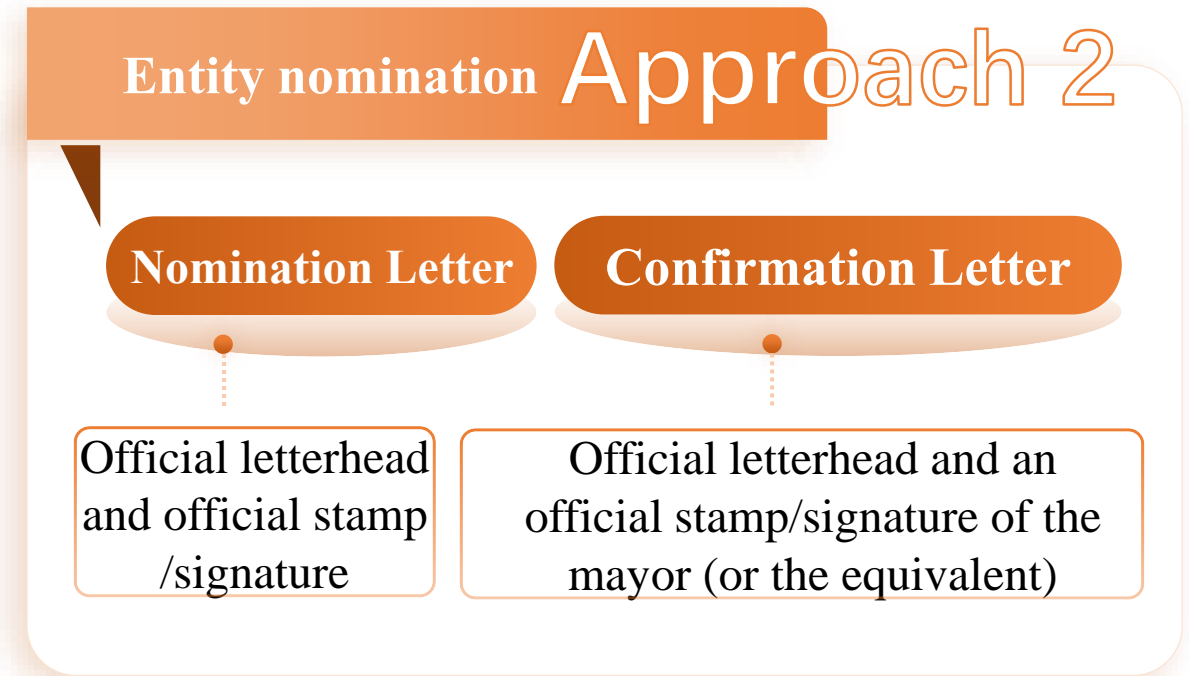 Entity nomination Approach 2
Nomination Letter
Confirmation Letter
Official letterhead
and official stamp
/signature
Official letterhead and an
official stamp/signature of the
mayor (or the equivalent)